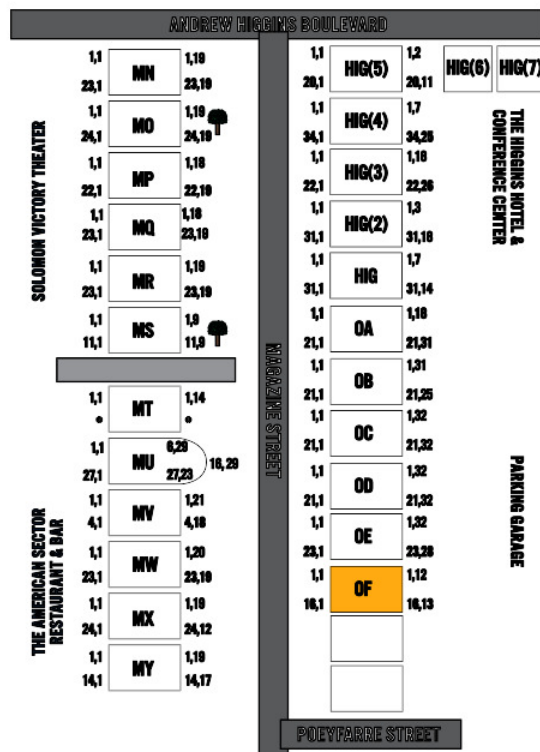 ANDREW HIGGINS BOULEVARD
SOLOMON VICTORY THEATER
1,1 MN 1,19
23,1 23,19
1,1 MO 1,19
24,1 24,19
1,1 MP 1,18
22,1 22,19
1,1 MQ 1,18
23,1 23,19
1,1 MR 1,19
23,1 23,19
1,1 MS 1,9
11,1 11,9
THE AMERICAN SECTOR
RESTAURANT & BAR
1,1 MT 1,14
* *
1,1 MU 6,29
27,1 27,23 16,29
1,1 MV 1,21
4,1 4,18
1,1 MW 1,20
23,1 23,19
1,1 MX 1,19
24,1 24,12
1,1 MY 1,19
14,1 14,17
MAGAZINE STREET
1,1 HIG(5) 1,2
20,1 20,11
HIG(6) HIG(7)
1,1 HIG(4) 1,7
34,1 34,25
1,1 HIG(3) 1,18
22,1 22,26
1,1 HIG(2) 1,3
31,1 31,16
1,1 HIG 1,7
31,1 31,14
1,1 OA 1,18
21,1 21,31
1,1 OB 1,31
21,1 21,25
1,1 OC 1,32
21,1 21,32
1,1 OD 1,32
21,1 21,32
1,1 OE 1,32
23,1 23,28
1,1 OF 1,12
16,1 16,13
THE HIGGINS HOTEL &
CONFERENCE CENTER
PARKING GARAGE
POEYFARRE STREET